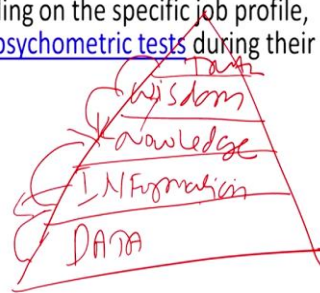 ling on the specific job profile,
psychometric tests during their
Wisdom
Knowledge
INFormation
DATA